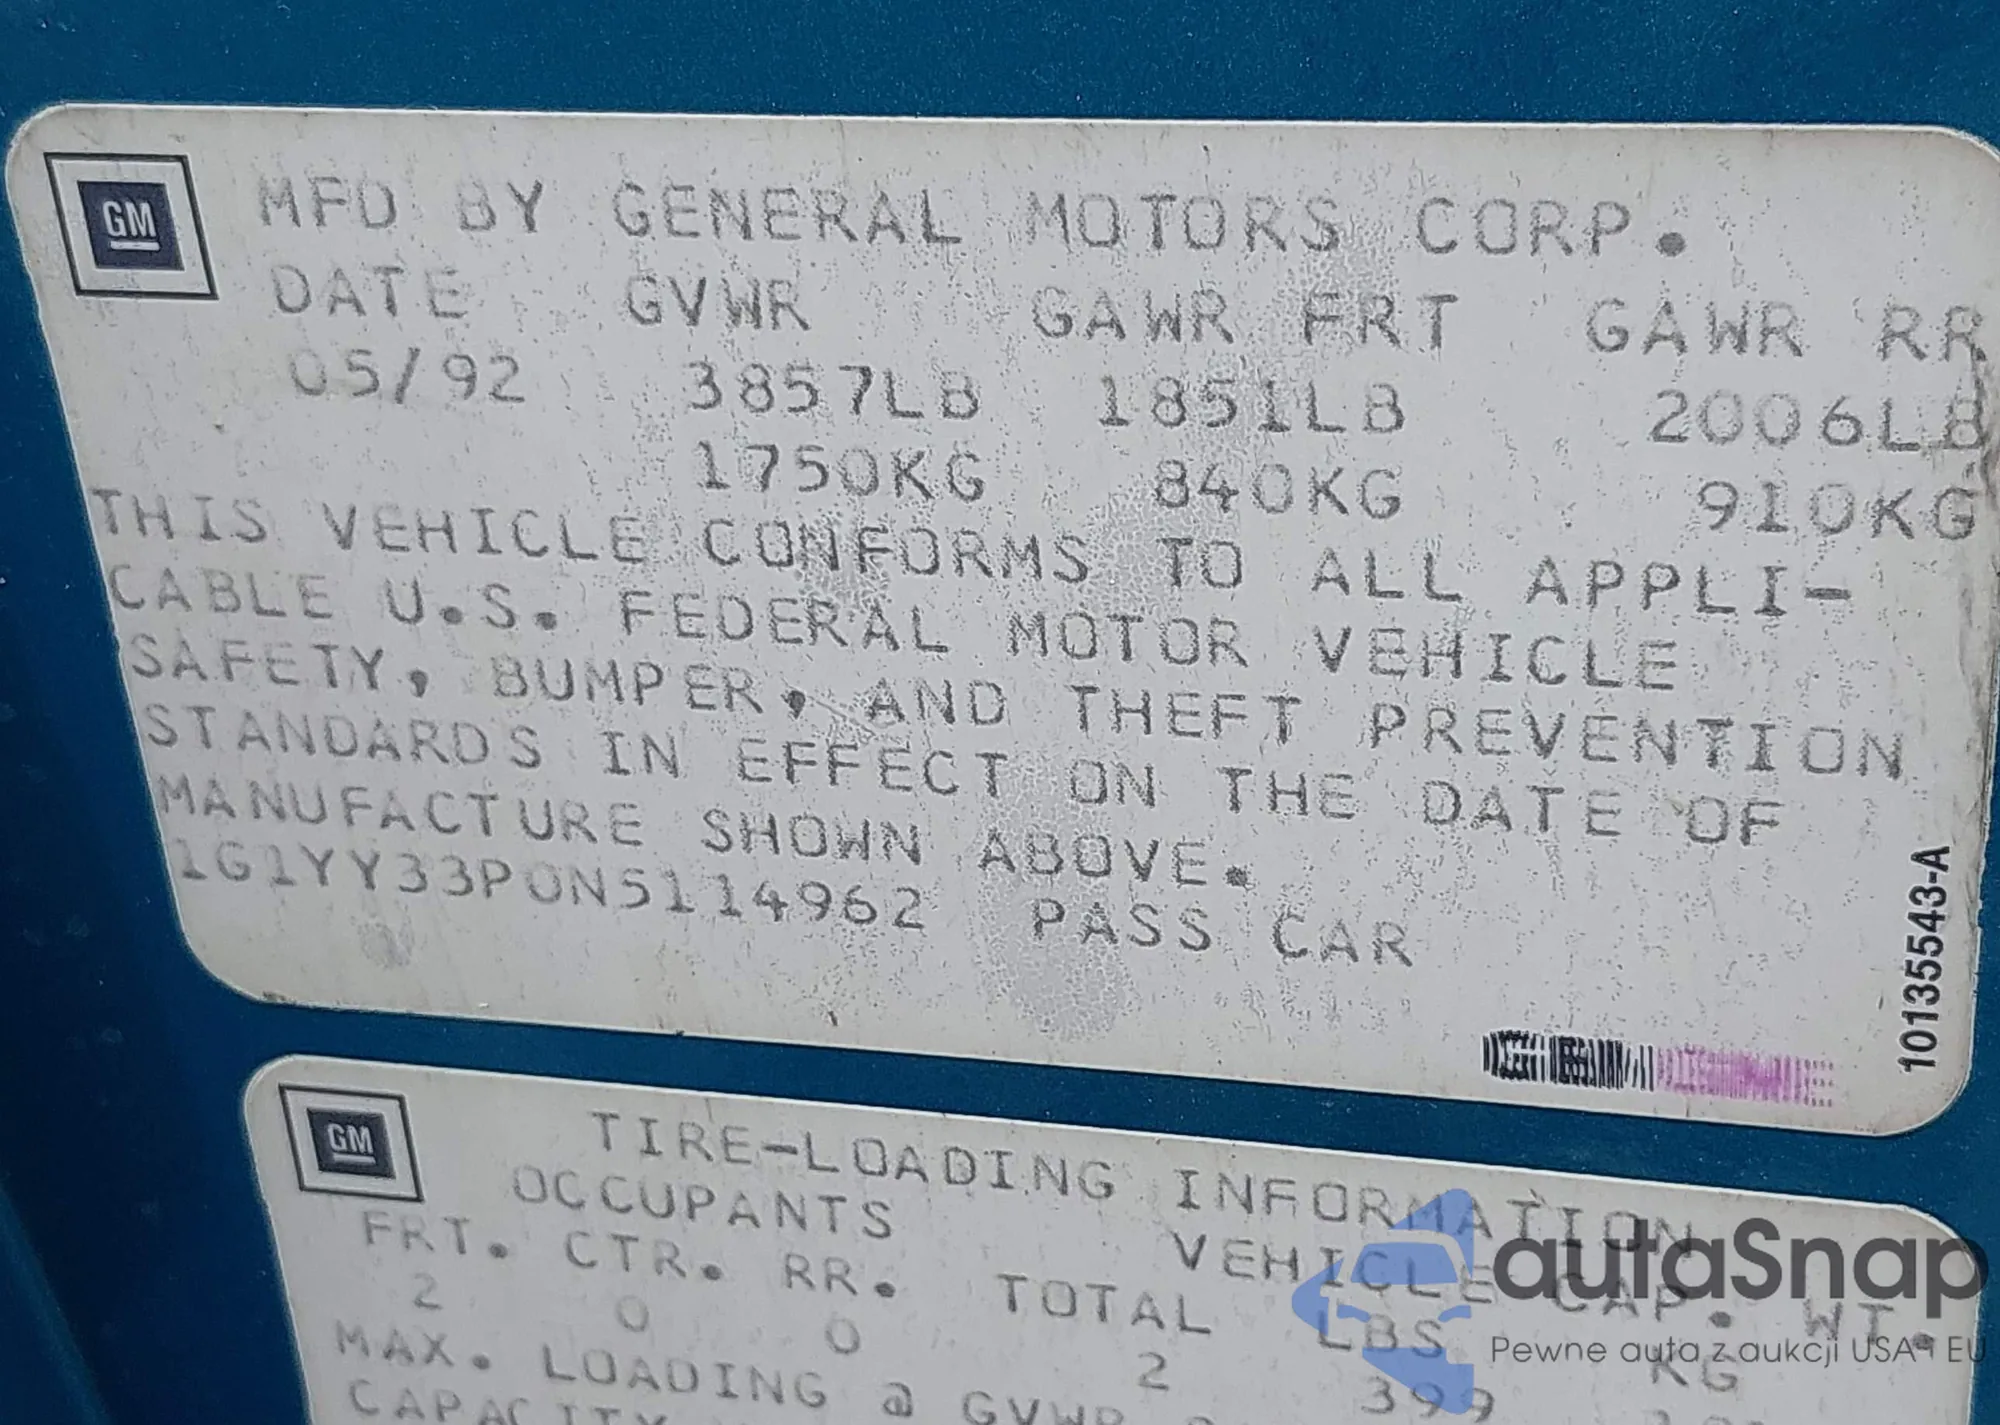 GM
MFD BY GENERAL MOTORS CORP.
DATE GVWR GAWR FRT GAWR RR
05/92 3857LB 1851LB 2006LB
1750KG 840KG 910KG
THIS VEHICLE CONFORMS TO ALL APPLI-
CABLE U.S. FEDERAL MOTOR VEHICLE
SAFETY, BUMPER, AND THEFT PREVENTION
STANDARDS IN EFFECT ON THE DATE OF
MANUFACTURE SHOWN ABOVE.
1G1YY33P0N5114962 PASS CAR
10135543-A
GM
TIRE-LOADING INFORMATION
OCCUPANTS VEHICLE CAP. WT.
FRT. CTR. RR. TOTAL LBS KG
2 0 0 2 399
MAX. LOADING @ GVWR
CAPACITY
autaSnap
Pewne auta z aukcji USA i EU